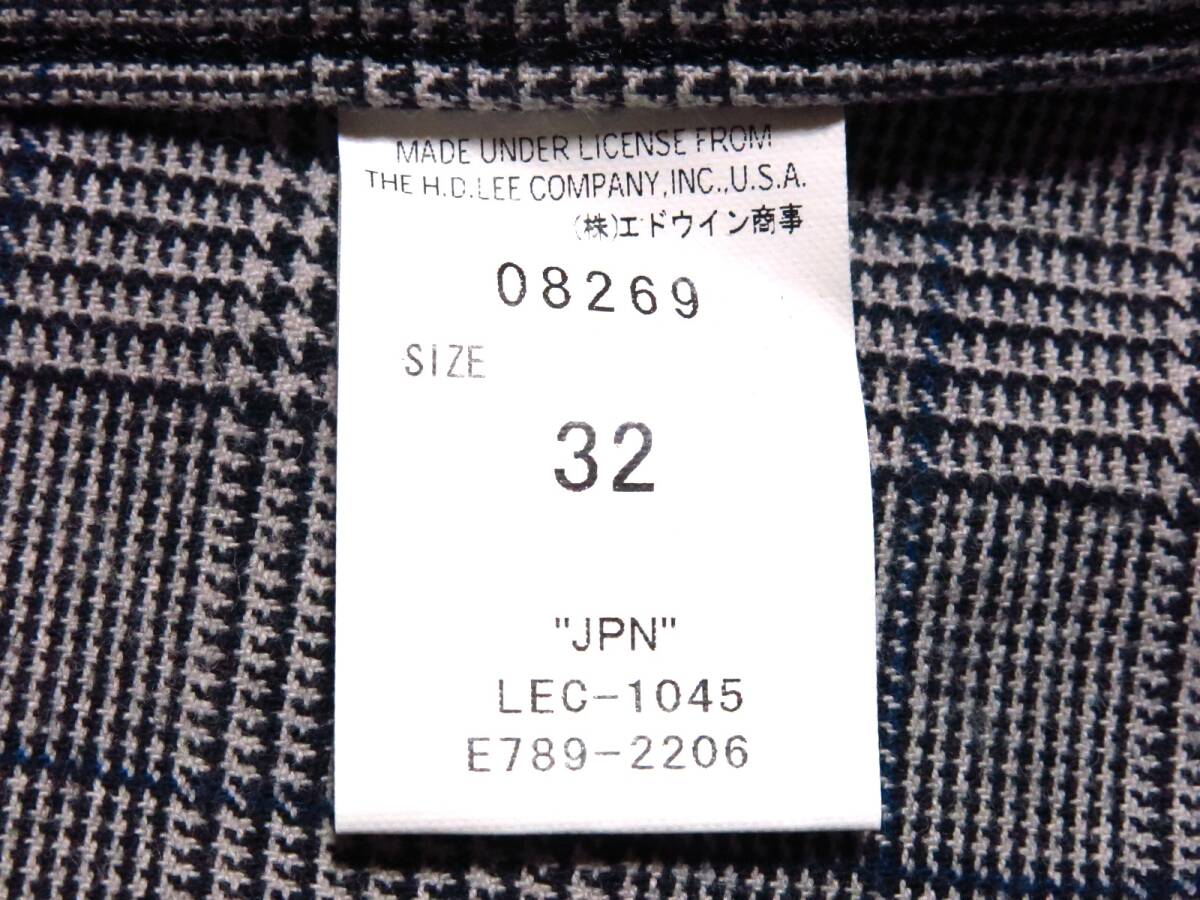 MADE UNDER LICENSE FROM
THE H.D.LEE COMPANY,INC.,U.S.A.
(株)エドウイン商事
08269
SIZE
32
"JPN"
LEC-1045
E789-2206